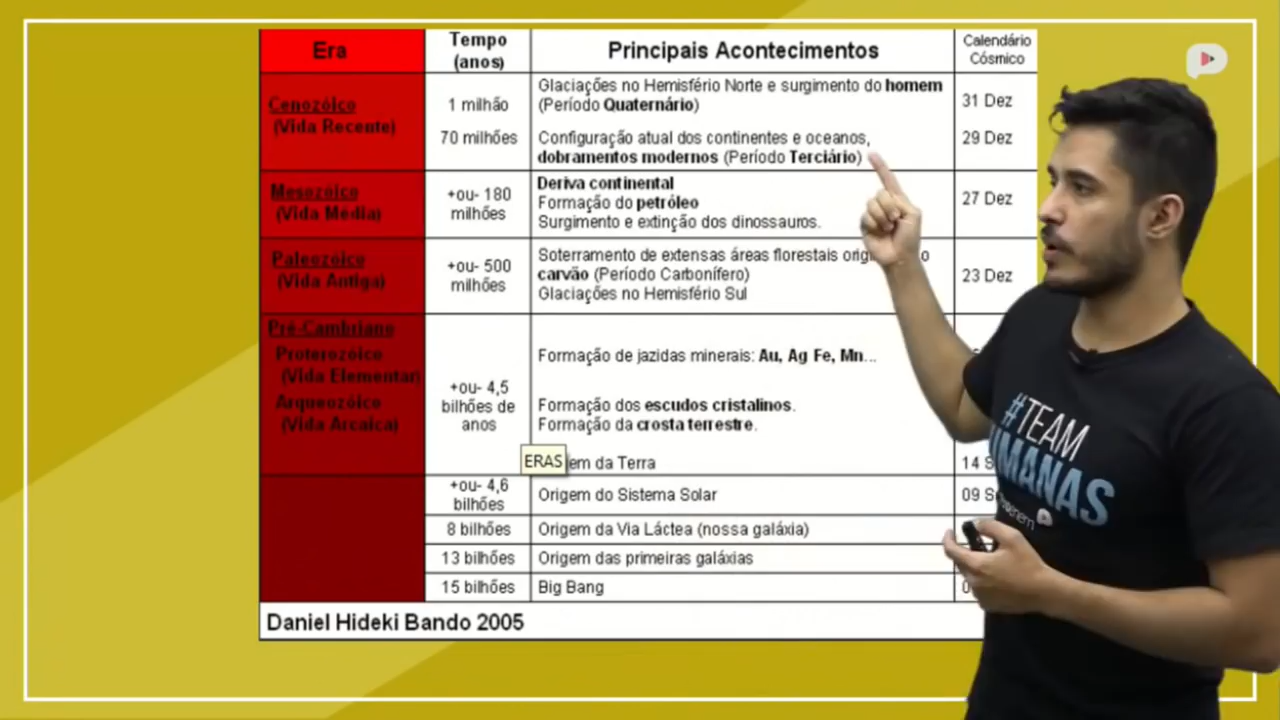 Era
Tempo
(anos)
Principais Acontecimentos
Calendário
Cósmico
Cenozóico
(Vida Recente)
1 milhão
Glaciações no Hemisfério Norte e surgimento do homem
(Período Quaternário)
31 Dez
70 milhões
Configuração atual dos continentes e oceanos,
dobramentos modernos (Período Terciário)
29 Dez
Mesozóico
(Vida Média)
+ou- 180
milhões
Deriva continental
Formação do petróleo
Surgimento e extinção dos dinossauros.
27 Dez
Paleozóico
(Vida Antiga)
+ou- 500
milhões
Soterramento de extensas áreas florestais
carvão (Período Carbonífero)
Glaciações no Hemisfério Sul
23 Dez
Pré-Cambriano
Proterozóico
(Vida Elementar)
Arqueozóico
(Vida Arcaica)
+ou- 4,5
bilhões de
anos
Formação de jazidas minerais: Au, Ag Fe, Mn...
Formação dos escudos cristalinos.
Formação da crosta terrestre.
ERAS
da Terra
14
+ou- 4,6
bilhões
Origem do Sistema Solar
09
8 bilhões
Origem da Via Láctea (nossa galáxia)
13 bilhões
Origem das primeiras galáxias
15 bilhões
Big Bang
Daniel Hideki Bando 2005
#TEAM